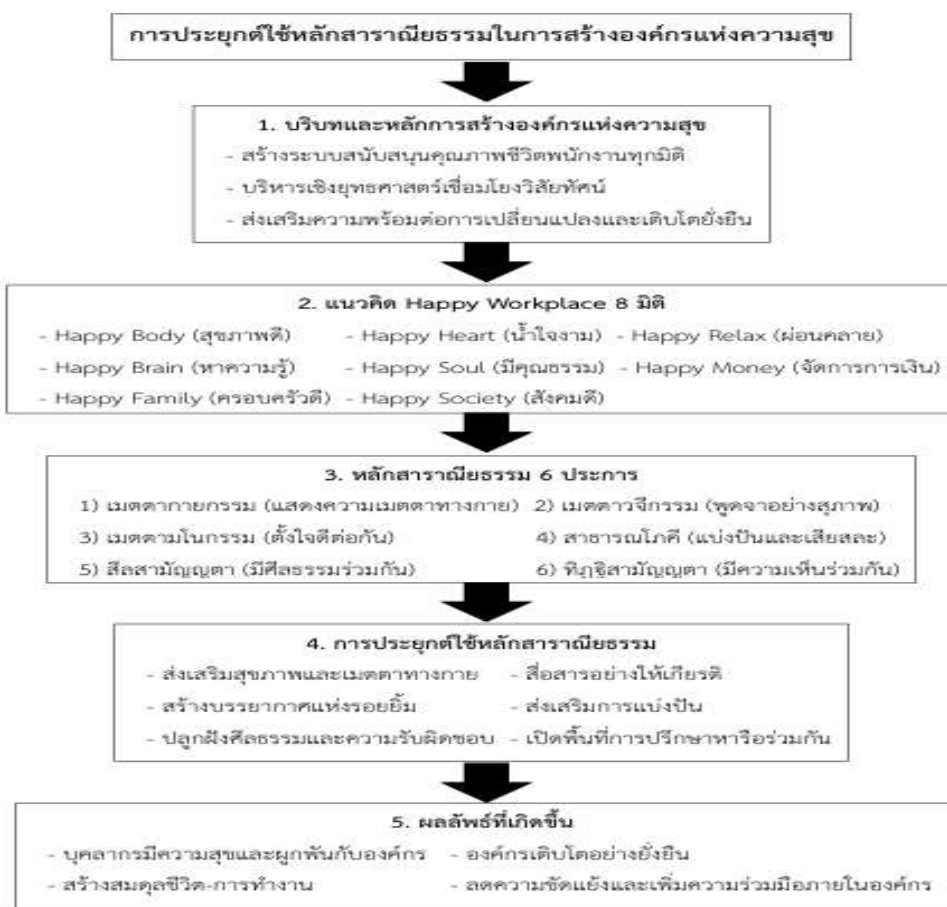 การประยุกต์ใช้หลักสาราณียธรรมในการสร้างองค์กรแห่งความสุข
1. บริบทและหลักการสร้างองค์กรแห่งความสุข
- สร้างระบบสนับสนุนคุณภาพชีวิตพนักงานทุกมิติ
- บริหารเชิงยุทธศาสตร์เชื่อมโยงวิสัยทัศน์
- ส่งเสริมความพร้อมต่อการเปลี่ยนแปลงและเติบโตยั่งยืน
2. แนวคิด Happy Workplace 8 มิติ
- Happy Body (สุขภาพดี) - Happy Heart (น้ำใจงาม) - Happy Relax (ผ่อนคลาย)
- Happy Brain (หาความรู้) - Happy Soul (มีคุณธรรม) - Happy Money (จัดการการเงิน)
- Happy Family (ครอบครัวดี) - Happy Society (สังคมดี)
3. หลักสาราณียธรรม 6 ประการ
1) เมตตากายกรรม (แสดงความเมตตาทางกาย) 2) เมตตาวจีกรรม (พูดจาอย่างสุภาพ)
3) เมตตามโนกรรม (ตั้งใจดีต่อกัน) 4) สาธารณโภคี (แบ่งปันและเสียสละ)
5) สีลสามัญญตา (มีศีลธรรมร่วมกัน) 6) ทิฏฐิสามัญญตา (มีความเห็นร่วมกัน)
4. การประยุกต์ใช้หลักสาราณียธรรม
- ส่งเสริมสุขภาพและเมตตาทางกาย - สื่อสารอย่างให้เกียรติ
- สร้างบรรยากาศแห่งรอยยิ้ม - ส่งเสริมการแบ่งปัน
- ปลูกฝังศีลธรรมและความรับผิดชอบ - เปิดพื้นที่การปรึกษาหารือร่วมกัน
5. ผลลัพธ์ที่เกิดขึ้น
- บุคลากรมีความสุขและผูกพันกับองค์กร - องค์กรเติบโตอย่างยั่งยืน
- สร้างสมดุลชีวิต-การทำงาน - ลดความขัดแย้งและเพิ่มความร่วมมือภายในองค์กร